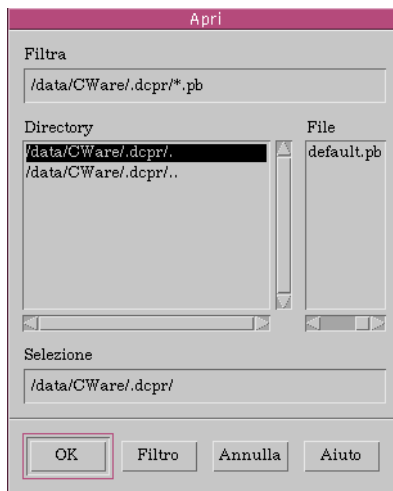 Apri
Filtra
/data/CWare/.dcpr/*.pb
Directory
File
/data/CWare/.dcpr/.
default.pb
/data/CWare/.dcpr/..
Selezione
/data/CWare/.dcpr/
OK Filtro Annulla Aiuto